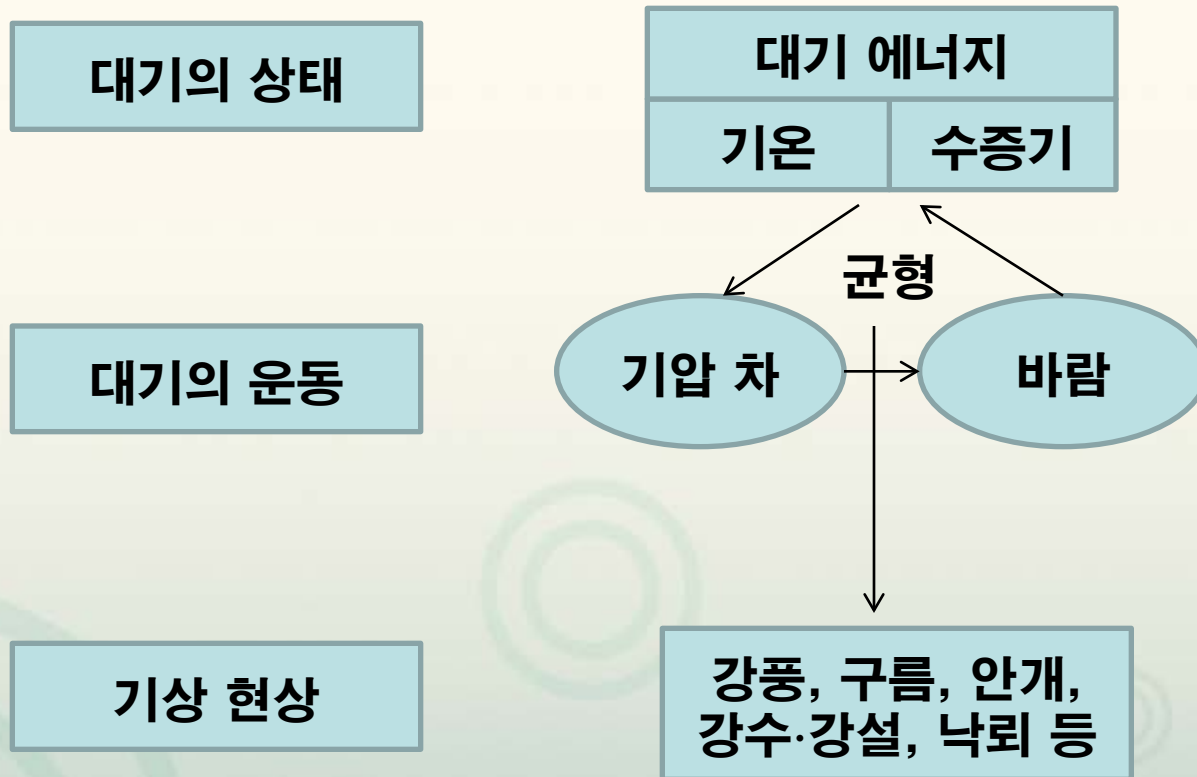 대기의 상태
대기 에너지
기온
수증기
균형
대기의 운동
기압 차
바람
기상 현상
강풍, 구름, 안개,
강수·강설, 낙뢰 등